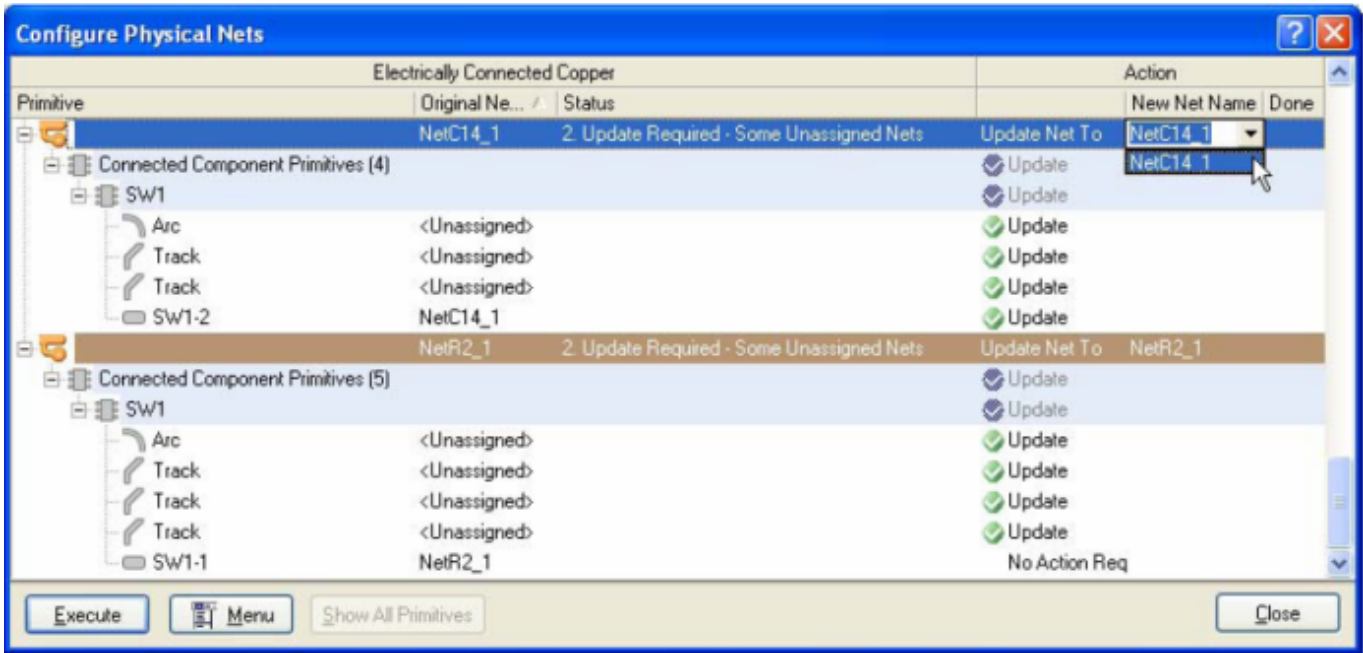 Configure Physical Nets
Electrically Connected Copper Action
Primitive Original Ne... Status New Net Name Done
NetC14_1 2. Update Required - Some Unassigned Nets Update Net To NetC14_1
Connected Component Primitives (4) Update NetC14_1
SW1 Update
Arc <Unassigned> Update
Track <Unassigned> Update
Track <Unassigned> Update
SW1-2 NetC14_1 Update
NetR2_1 2. Update Required - Some Unassigned Nets Update Net To NetR2_1
Connected Component Primitives (5) Update
SW1 Update
Arc <Unassigned> Update
Track <Unassigned> Update
Track <Unassigned> Update
Track <Unassigned> Update
SW1-1 NetR2_1 No Action Req
Execute Menu Show All Primitives Close